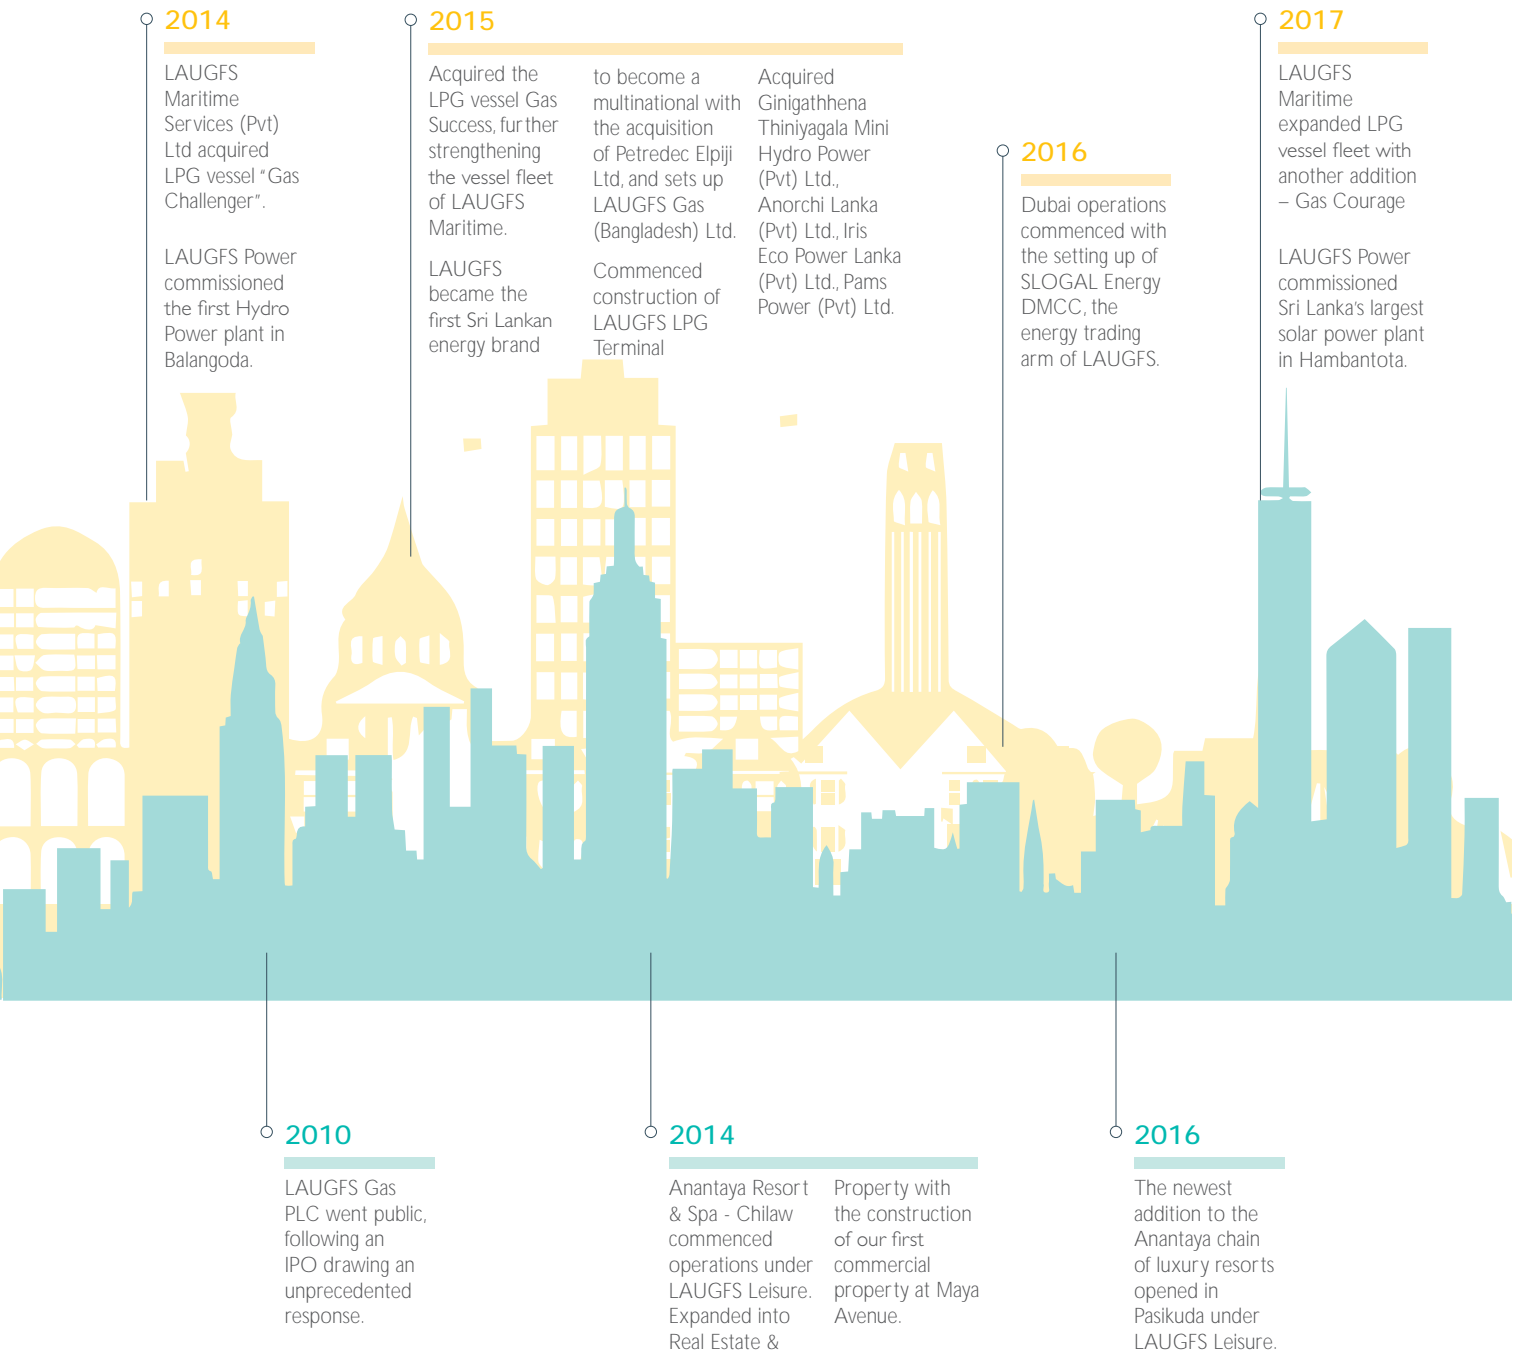 2014
LAUGFS
Maritime
Services (Pvt)
Ltd acquired
LPG vessel “Gas
Challenger”.
LAUGFS Power
commissioned
the first Hydro
Power plant in
Balangoda.
2015
Acquired the
LPG vessel Gas
Success, further
strengthening
the vessel fleet
of LAUGFS
Maritime.
LAUGFS
became the
first Sri Lankan
energy brand
to become a
multinational with
the acquisition
of Petredec Elpiji
Ltd, and sets up
LAUGFS Gas
(Bangladesh) Ltd.
Commenced
construction of
LAUGFS LPG
Terminal
Acquired
Ginigathhena
Thiniyagala Mini
Hydro Power
(Pvt) Ltd.,
Anorchi Lanka
(Pvt) Ltd., Iris
Eco Power Lanka
(Pvt) Ltd., Pams
Power (Pvt) Ltd.
2016
Dubai operations
commenced with
the setting up of
SLOGAL Energy
DMCC, the
energy trading
arm of LAUGFS.
2017
LAUGFS
Maritime
expanded LPG
vessel fleet with
another addition
– Gas Courage
LAUGFS Power
commissioned
Sri Lanka's largest
solar power plant
in Hambantota.
2010
LAUGFS Gas
PLC went public,
following an
IPO drawing an
unprecedented
response.
2014
Anantaya Resort
& Spa - Chilaw
commenced
operations under
LAUGFS Leisure.
Expanded into
Real Estate &
Property with
the construction
of our first
commercial
property at Maya
Avenue.
2016
The newest
addition to the
Anantaya chain
of luxury resorts
opened in
Pasikuda under
LAUGFS Leisure.